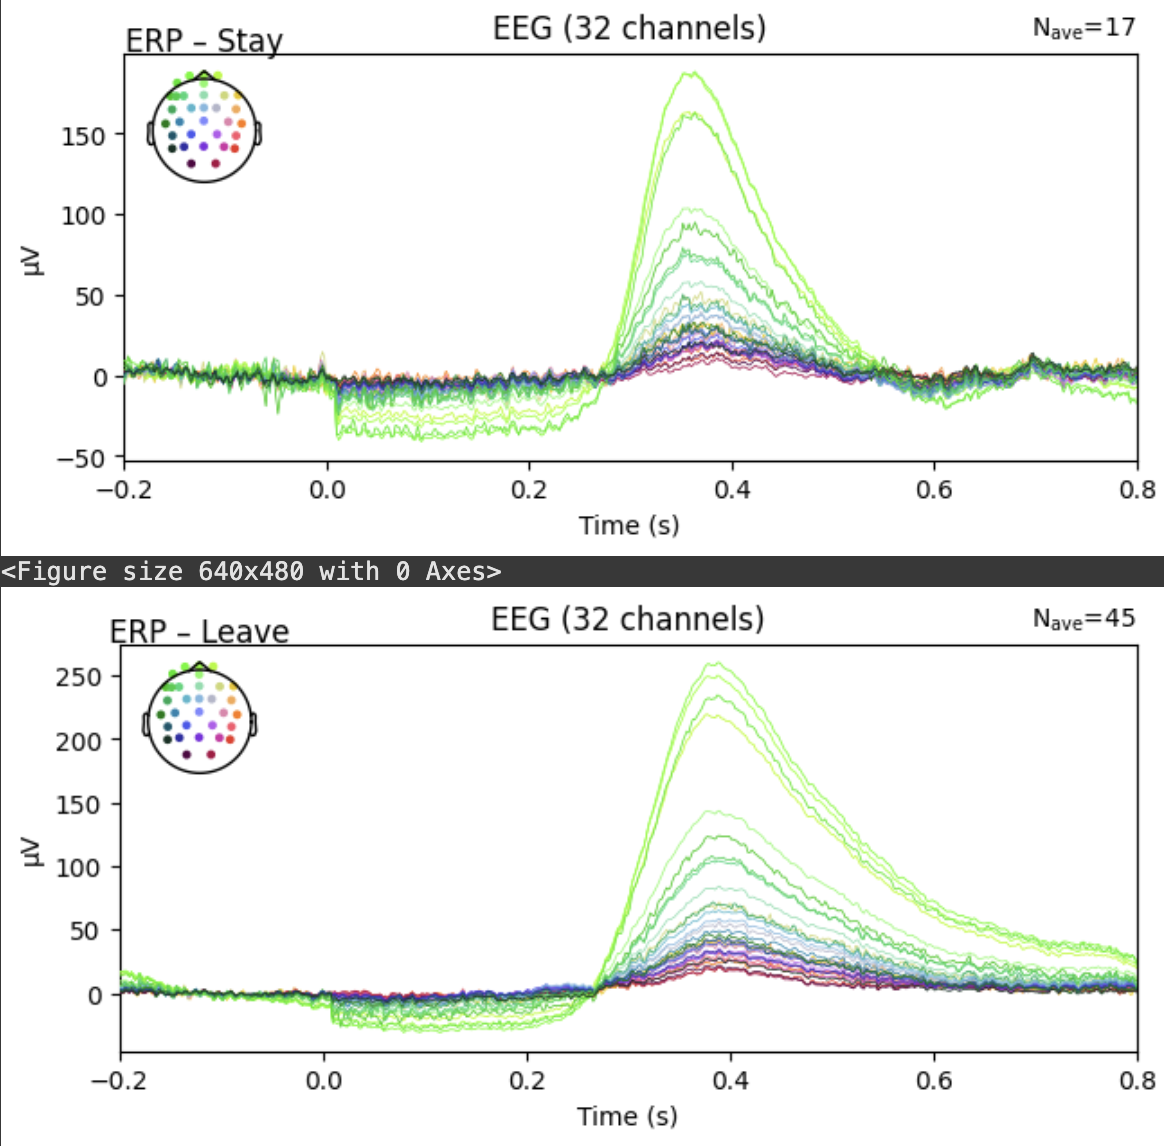 EEG (32 channels)
Nave=17
ERP – Stay
150
100
50
0
−50
µV
−0.2 0.0 0.2 0.4 0.6 0.8
Time (s)
<Figure size 640x480 with 0 Axes>
EEG (32 channels)
Nave=45
ERP – Leave
250
200
150
100
50
0
µV
−0.2 0.0 0.2 0.4 0.6 0.8
Time (s)